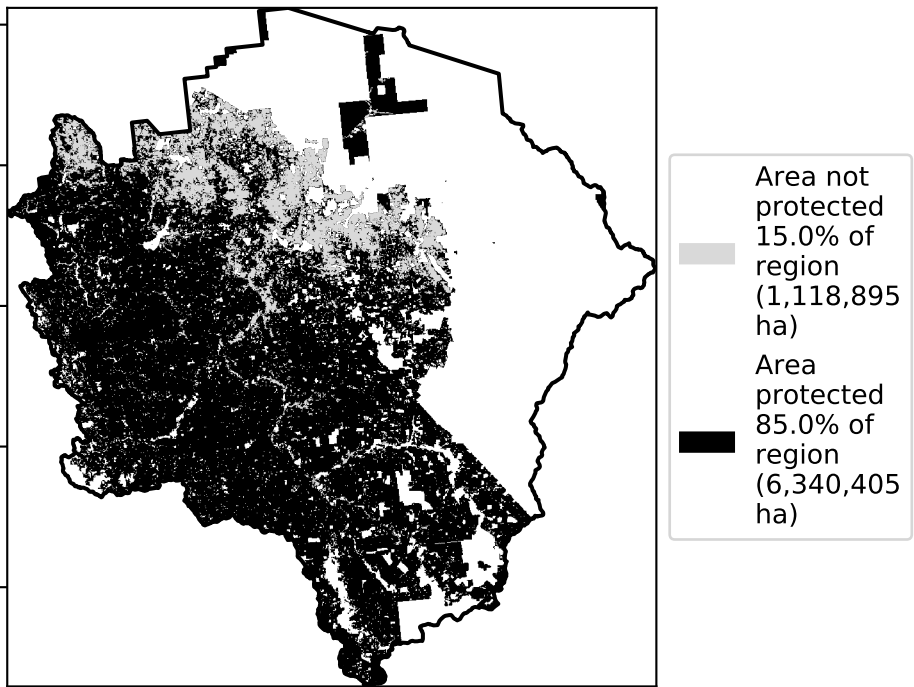 Area not
protected
15.0% of
region
(1,118,895
ha)
Area
protected
85.0% of
region
(6,340,405
ha)